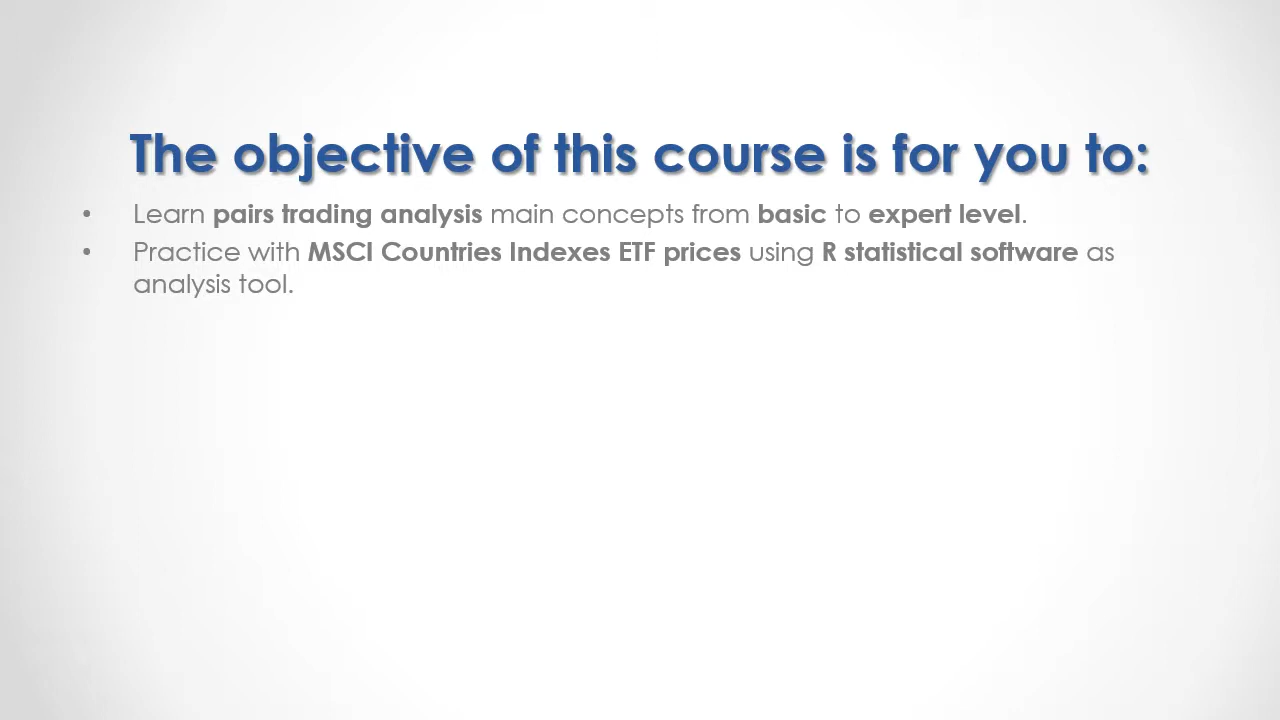 The objective of this course is for you to:
• Learn pairs trading analysis main concepts from basic to expert level.
• Practice with MSCI Countries Indexes ETF prices using R statistical software as
analysis tool.